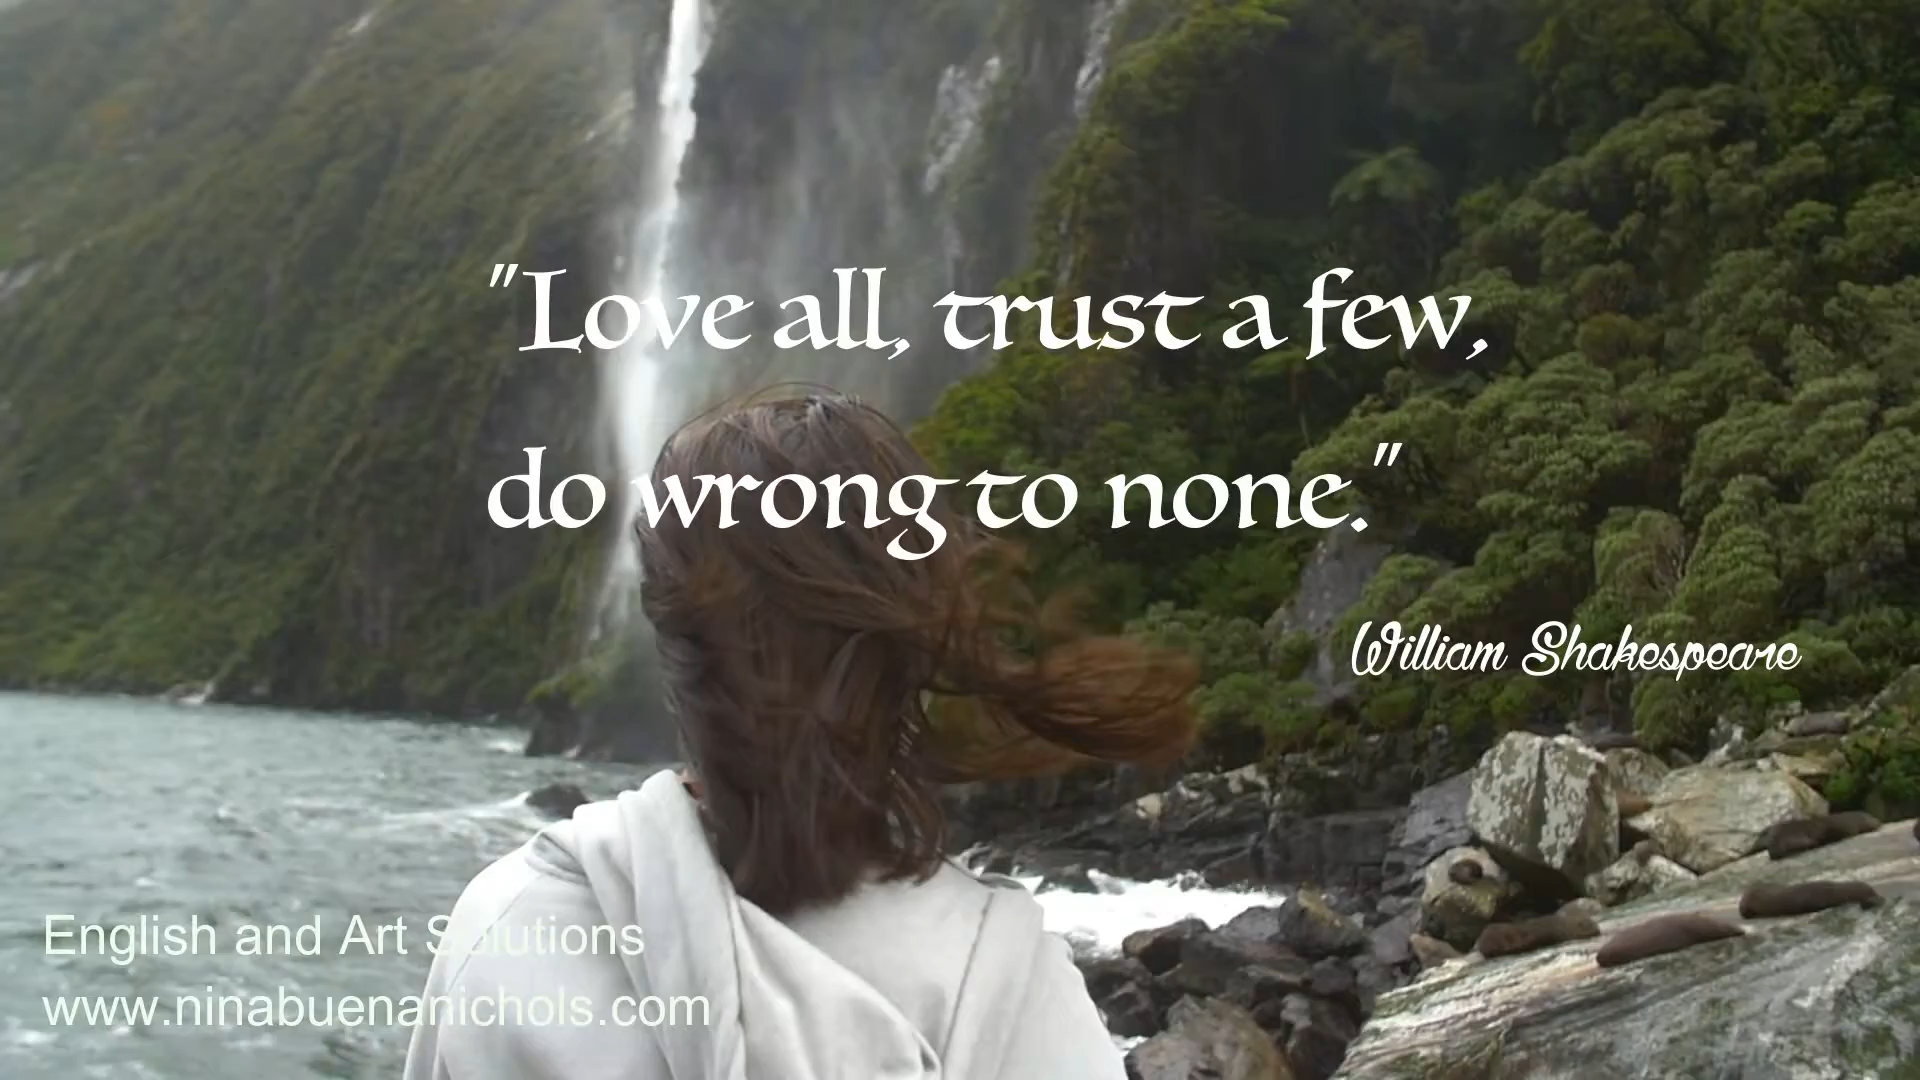 "Love all, trust a few,
do wrong to none."
William Shakespeare
English and Art Solutions
www.ninabuenanichols.com